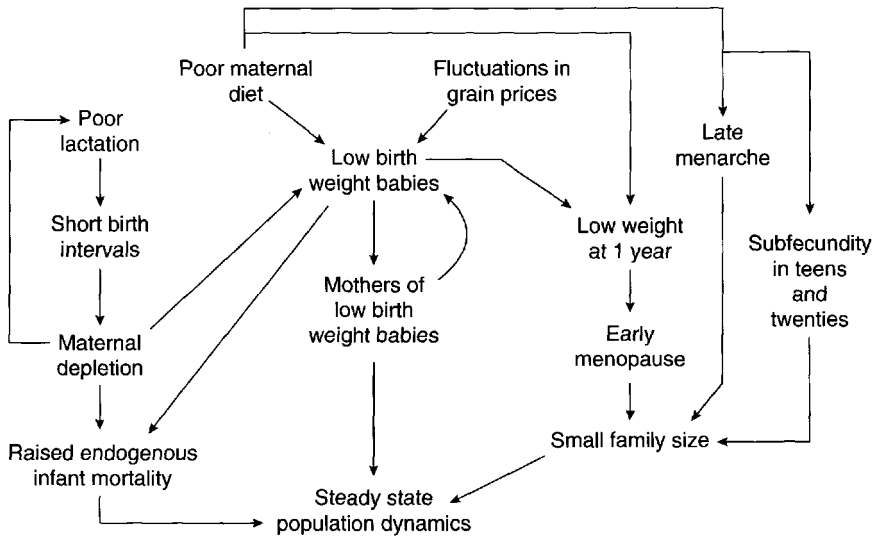 Poor maternal
diet
Fluctuations in
grain prices
Poor
lactation
Late
menarche
Low birth
weight babies
Short birth
intervals
Low weight
at 1 year
Subfecundity
in teens
and
twenties
Mothers of
low birth
weight babies
Maternal
depletion
Early
menopause
Raised endogenous
infant mortality
Small family size
Steady state
population dynamics